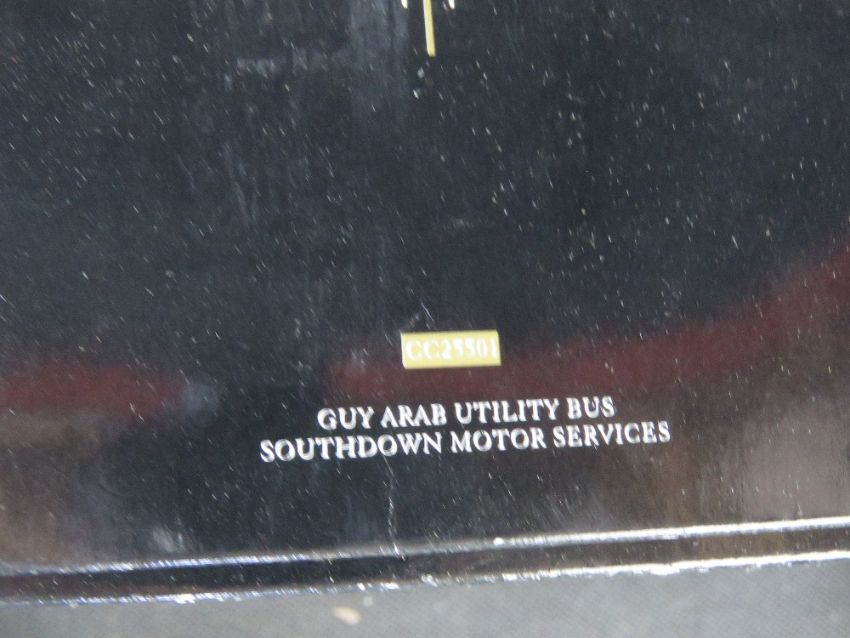 CC25501
GUY ARAB UTILITY BUS
SOUTHDOWN MOTOR SERVICES